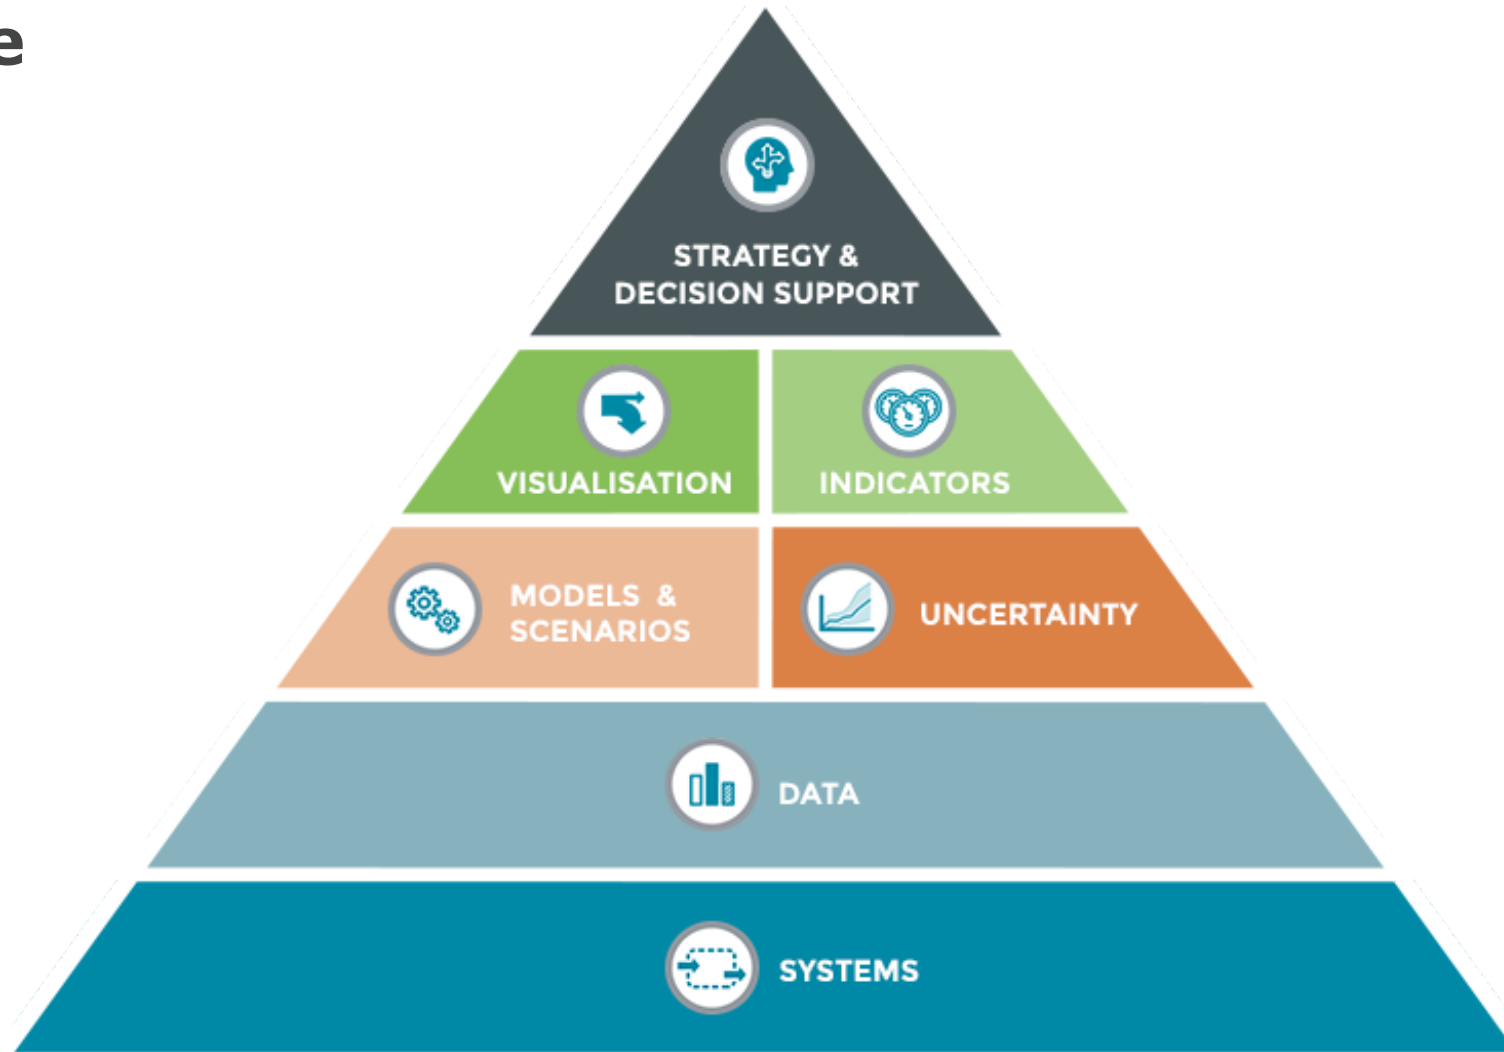 e
STRATEGY &
DECISION SUPPORT
VISUALISATION
INDICATORS
MODELS &
SCENARIOS
UNCERTAINTY
DATA
SYSTEMS